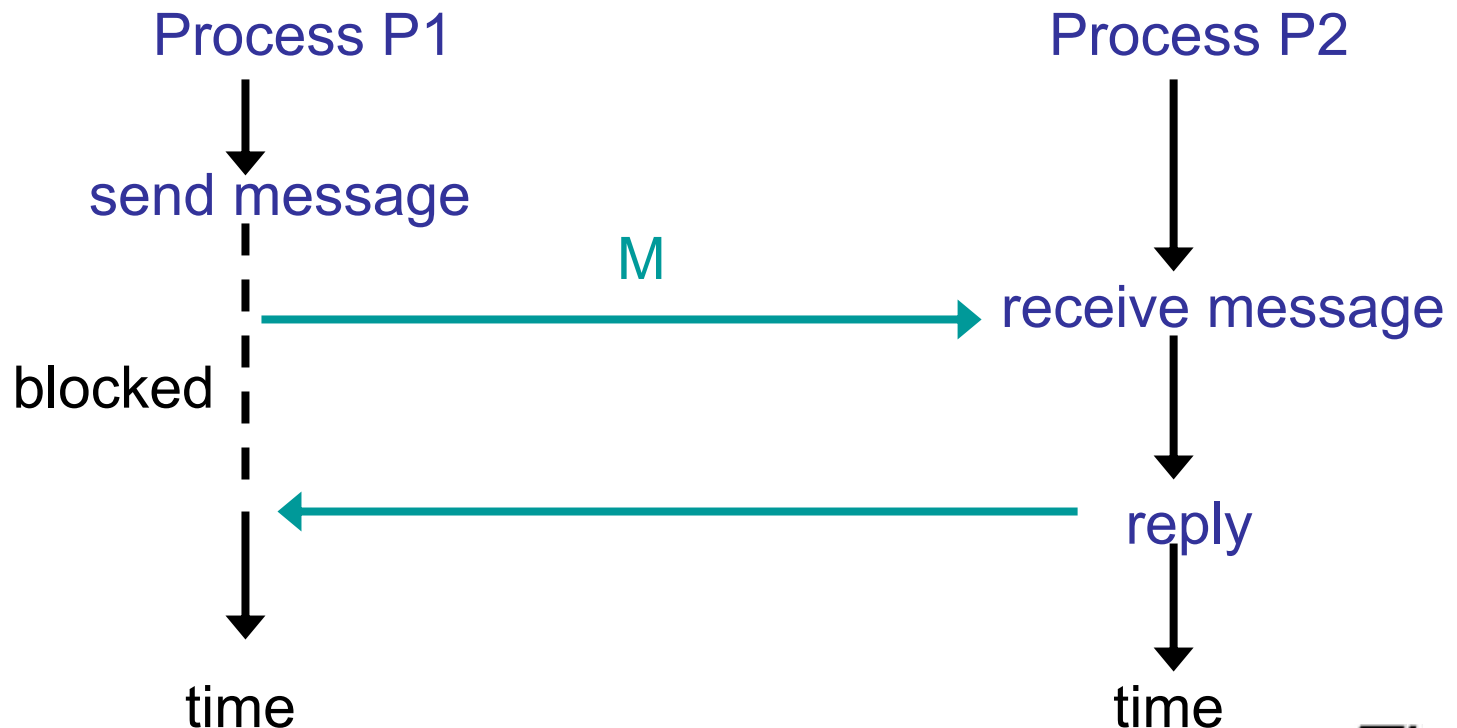 Process P1
Process P2
send message
M
receive message
blocked
reply
time
time